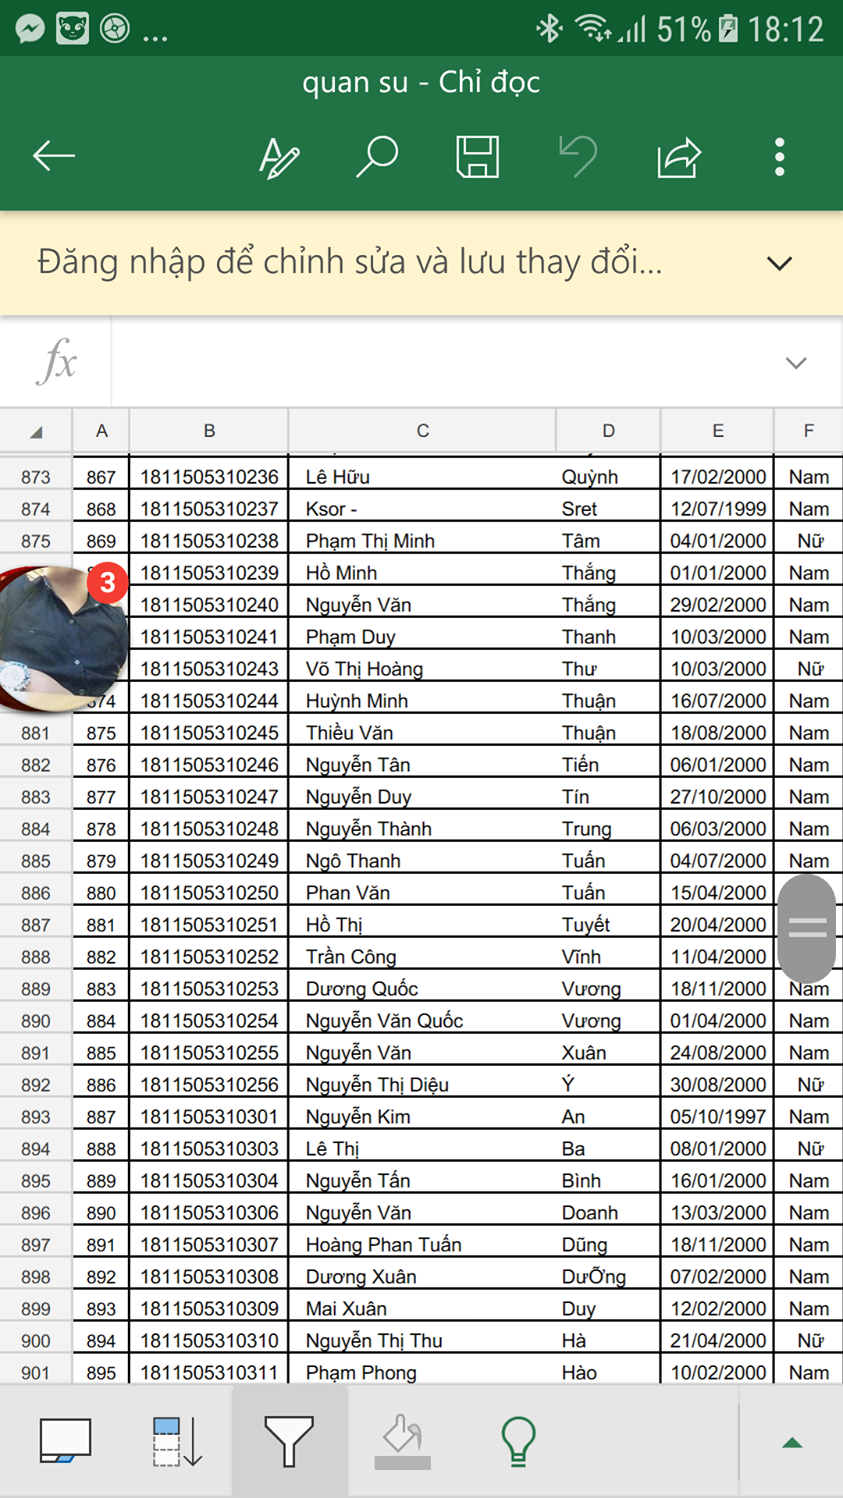 ... 51% 18:12
quan su - Chỉ đọc
Đăng nhập để chỉnh sửa và lưu thay đổi...
fx
A B C D E F
873 867 1811505310236 Lê Hữu Quỳnh 17/02/2000 Nam
874 868 1811505310237 Ksor - Sret 12/07/1999 Nam
875 869 1811505310238 Phạm Thị Minh Tâm 04/01/2000 Nữ
3 1811505310239 Hồ Minh Thắng 01/01/2000 Nam
1811505310240 Nguyễn Văn Thắng 29/02/2000 Nam
1811505310241 Phạm Duy Thanh 10/03/2000 Nam
1811505310243 Võ Thị Hoàng Thư 10/03/2000 Nữ
1811505310244 Huỳnh Minh Thuận 16/07/2000 Nam
881 875 1811505310245 Thiều Văn Thuận 18/08/2000 Nam
882 876 1811505310246 Nguyễn Tân Tiến 06/01/2000 Nam
883 877 1811505310247 Nguyễn Duy Tín 27/10/2000 Nam
884 878 1811505310248 Nguyễn Thành Trung 06/03/2000 Nam
885 879 1811505310249 Ngô Thanh Tuấn 04/07/2000 Nam
886 880 1811505310250 Phan Văn Tuấn 15/04/2000
887 881 1811505310251 Hồ Thị Tuyết 20/04/2000
888 882 1811505310252 Trần Công Vĩnh 11/04/2000
889 883 1811505310253 Dương Quốc Vương 18/11/2000 Nam
890 884 1811505310254 Nguyễn Văn Quốc Vương 01/04/2000 Nam
891 885 1811505310255 Nguyễn Văn Xuân 24/08/2000 Nam
892 886 1811505310256 Nguyễn Thị Diệu Ý 30/08/2000 Nữ
893 887 1811505310301 Nguyễn Kim An 05/10/1997 Nam
894 888 1811505310303 Lê Thị Ba 08/01/2000 Nữ
895 889 1811505310304 Nguyễn Tấn Bình 16/01/2000 Nam
896 890 1811505310306 Nguyễn Văn Doanh 13/03/2000 Nam
897 891 1811505310307 Hoàng Phan Tuấn Dũng 18/11/2000 Nam
898 892 1811505310308 Dương Xuân DưỠng 07/02/2000 Nam
899 893 1811505310309 Mai Xuân Duy 12/02/2000 Nam
900 894 1811505310310 Nguyễn Thị Thu Hà 21/04/2000 Nữ
901 895 1811505310311 Phạm Phong Hào 10/02/2000 Nam